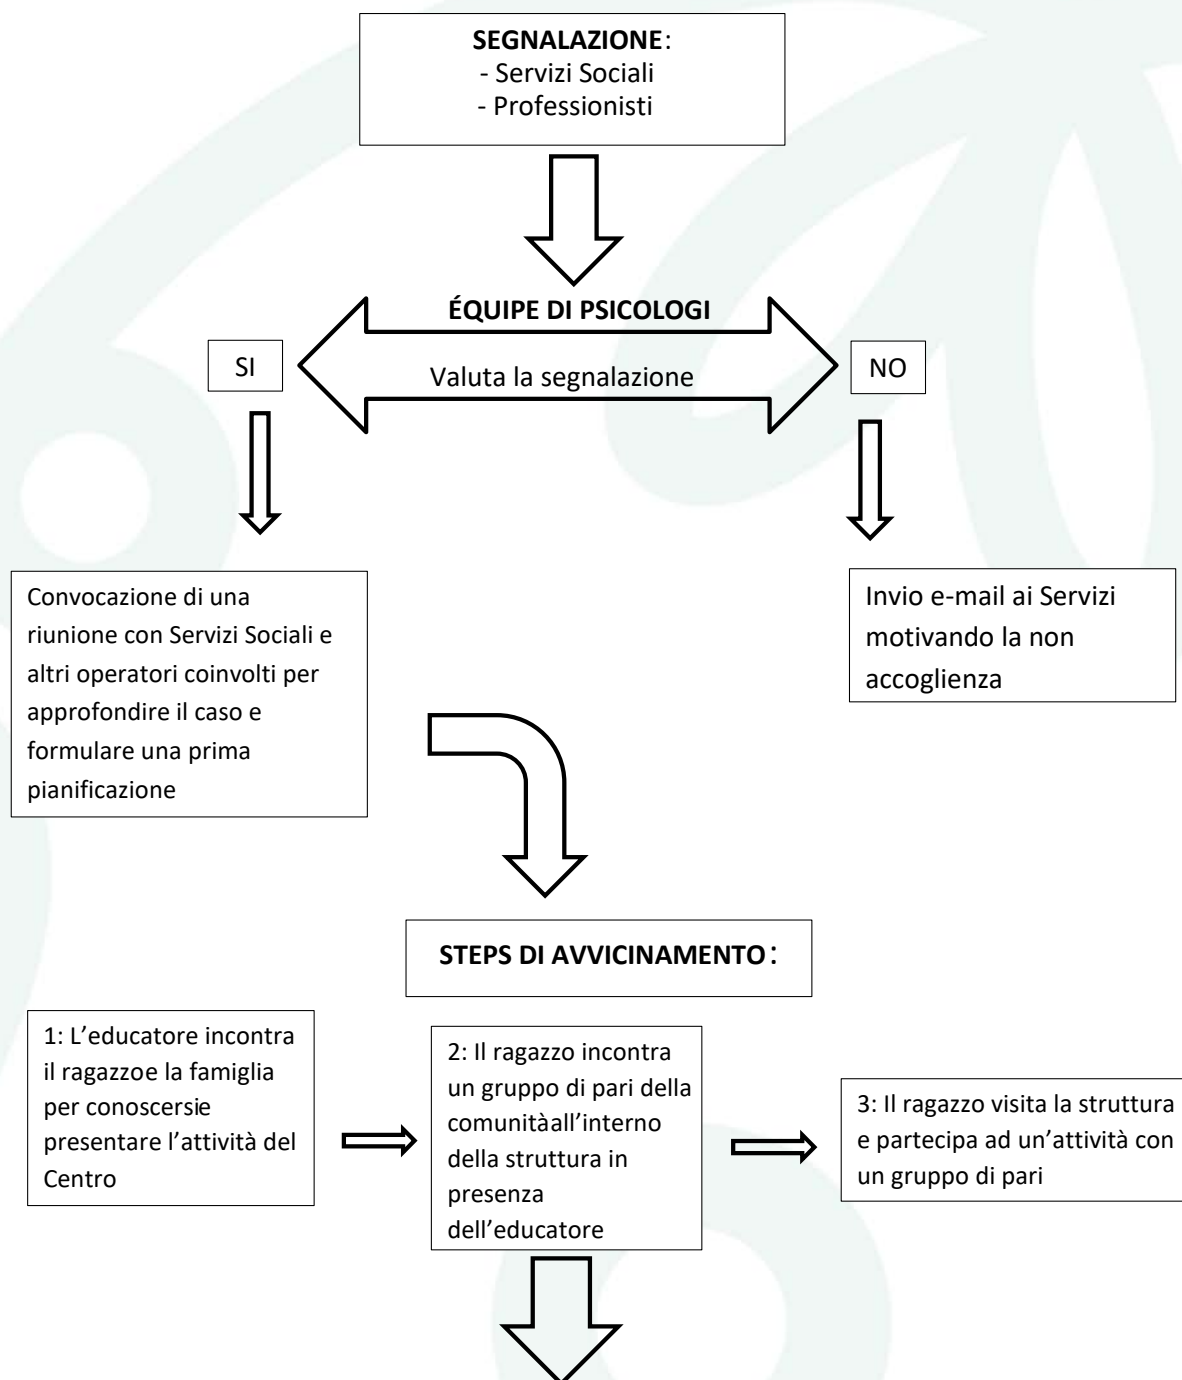 SEGNALAZIONE:
- Servizi Sociali
- Professionisti
ÉQUIPE DI PSICOLOGI
SI
Valuta la segnalazione
NO
Convocazione di una
riunione con Servizi Sociali e
altri operatori coinvolti per
approfondire il caso e
formulare una prima
pianificazione
Invio e-mail ai Servizi
motivando la non
accoglienza
STEPS DI AVVICINAMENTO:
1: L’educatore incontra
il ragazzoe la famiglia
per conoscersie
presentare l’attività del
Centro
2: Il ragazzo incontra
un gruppo di pari della
comunitàall’interno
della struttura in
presenza
dell’educatore
3: Il ragazzo visita la struttura
e partecipa ad un’attività con
un gruppo di pari